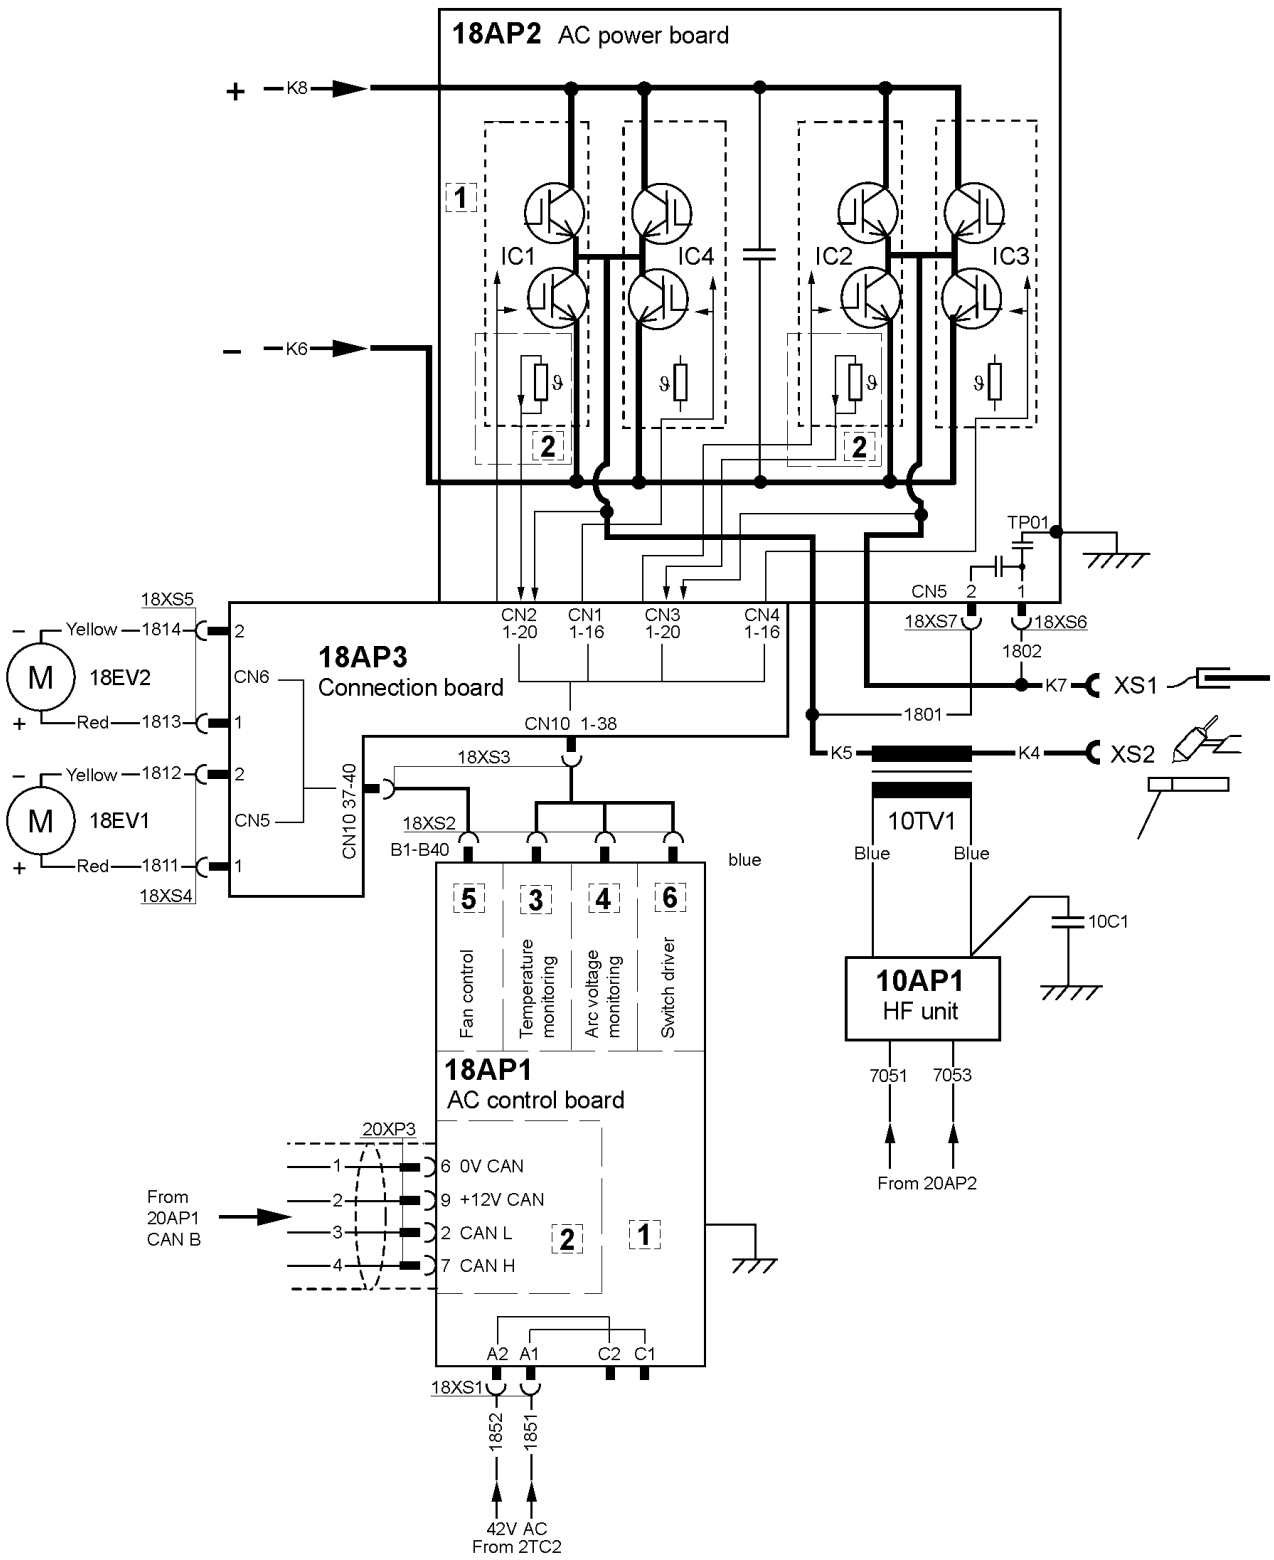 18AP2 AC power board
+ K8
1
IC1 IC4 IC2 IC3
- K6
ϑ ϑ ϑ ϑ
2 2
TP01
CN5 2 1
18XS5
18XS7 18XS6
CN2 CN1 CN3 CN4
1-20 1-16 1-20 1-16
- Yellow 1814 2
1802
18AP3
Connection board
M 18EV2
CN6
K7 XS1
+ Red 1813 1
1801
CN10 1-38
18XS3
K5 K4 XS2
- Yellow 1812 2
CN10 37-40
M 18EV1
CN5
10TV1
18XS2
B1-B40
blue
Blue Blue
+ Red 1811 1
18XS4
5 3 4 6
10C1
Fan control
Temperature
monitoring
Arc voltage
monitoring
Switch driver
10AP1
HF unit
18AP1
AC control board
7051 7053
20XP3
1 6 0V CAN
From 20AP2
2 9 +12V CAN
From
20AP1
CAN B
3 2 CAN L
2 1
4 7 CAN H
A2 A1 C2 C1
18XS1
1852 1851
42V AC
From 2TC2